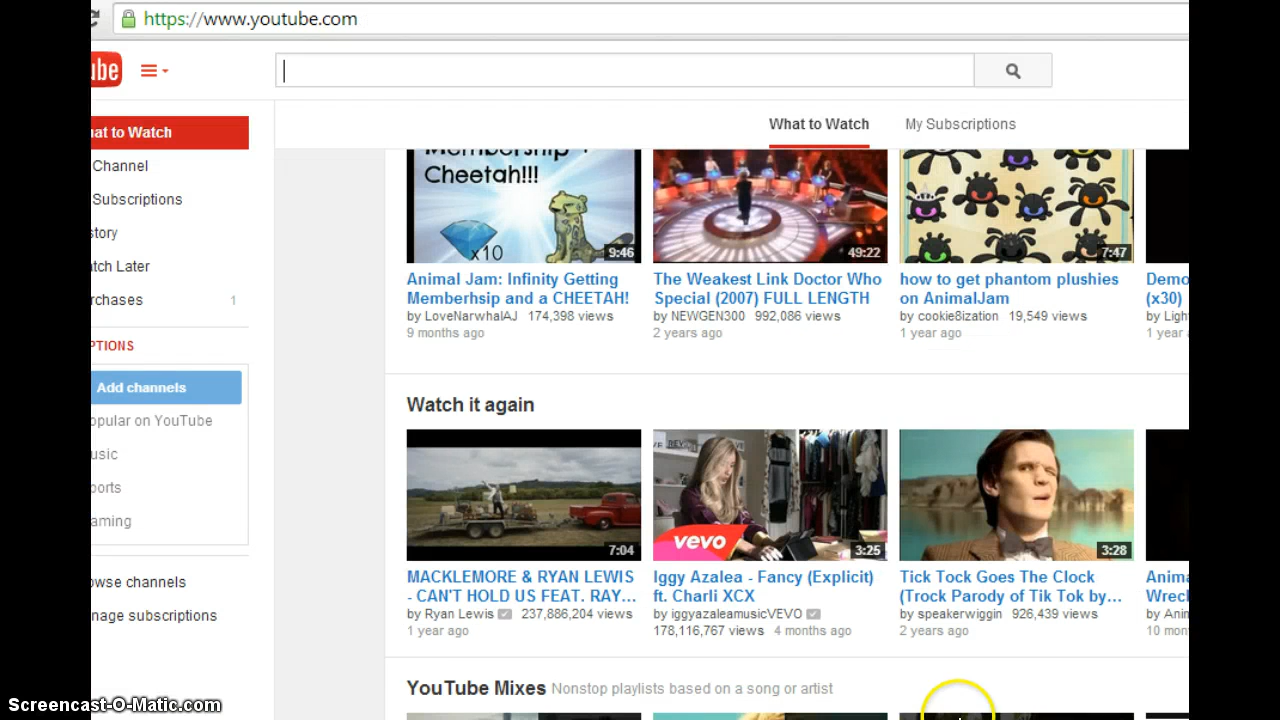 https://www.youtube.com
ube
hat to Watch
Channel
Subscriptions
story
atch Later
rchases 1
PTIONS
Add channels
opular on YouTube
usic
ports
aming
owse channels
nage subscriptions
What to Watch My Subscriptions
Membership +
Cheetah!!!
x10
9:46
49:22
7:47
Animal Jam: Infinity Getting
Memberhsip and a CHEETAH!
by LoveNarwhalAJ 174,398 views
9 months ago
The Weakest Link Doctor Who
Special (2007) FULL LENGTH
by NEWGEN300 992,086 views
2 years ago
how to get phantom plushies
on AnimalJam
by cookie8ization 19,549 views
1 year ago
Demo
(x30)
by Ligh
1 year
Watch it again
7:04
REV
vevo
3:25
3:28
MACKLEMORE & RYAN LEWIS
- CAN'T HOLD US FEAT. RAY...
by Ryan Lewis 237,886,204 views
1 year ago
Iggy Azalea - Fancy (Explicit)
ft. Charli XCX
by iggyazaleamusicVEVO
178,116,767 views 4 months ago
Tick Tock Goes The Clock
(Trock Parody of Tik Tok by...
by speakerwiggin 926,439 views
2 years ago
Anima
Wreck
by Anin
10 mon
YouTube Mixes Nonstop playlists based on a song or artist
Screencast-O-Matic.com